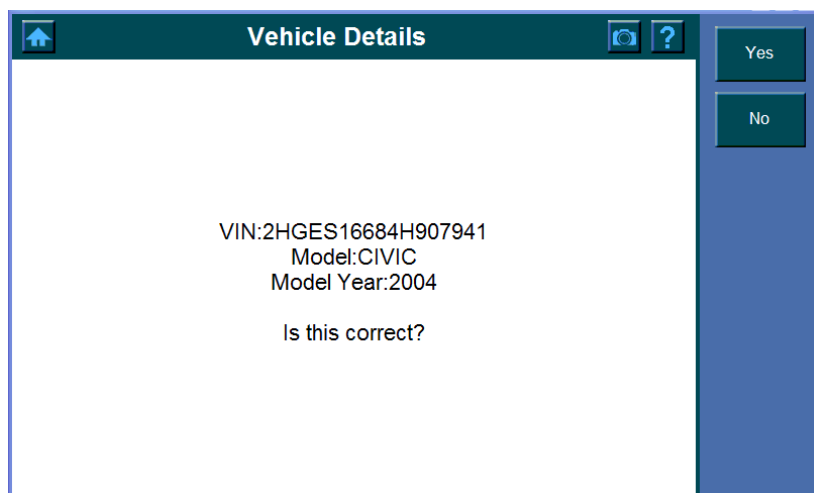 Vehicle Details
?
Yes
No
VIN:2HGES16684H907941
Model:CIVIC
Model Year:2004
Is this correct?